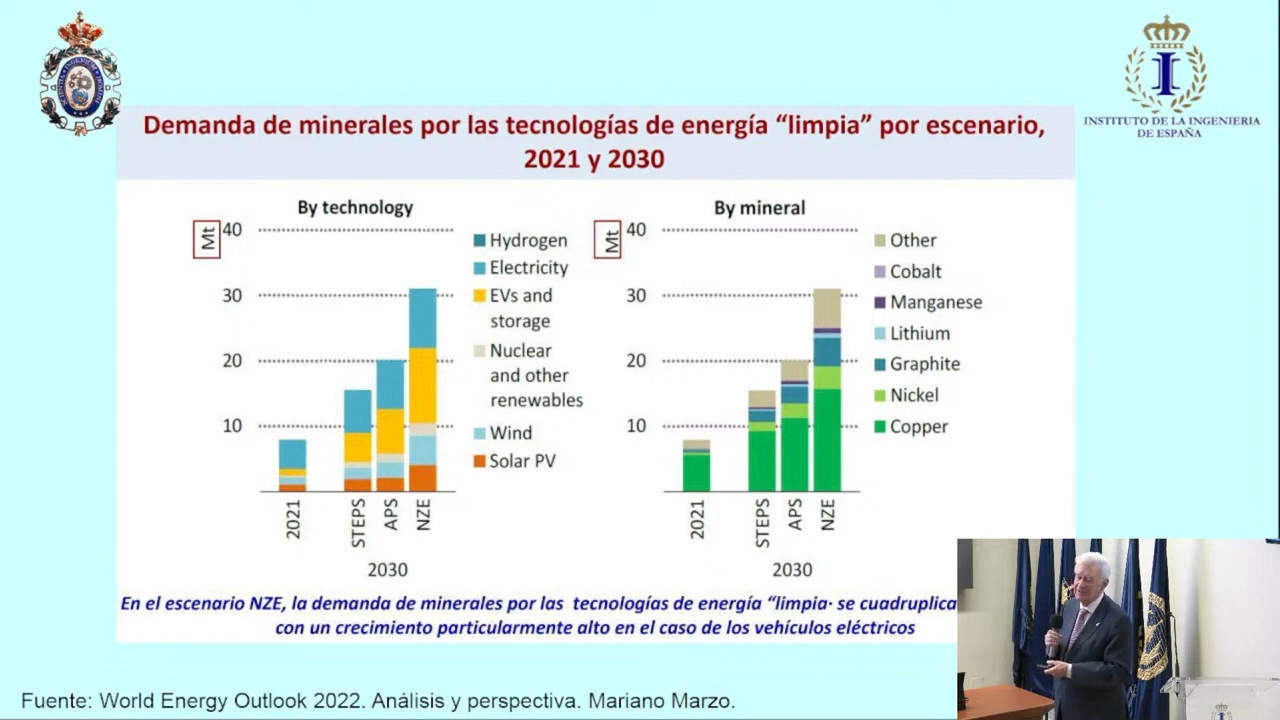 INSTITUTO DE LA INGENIERIA
DE ESPAÑA
Demanda de minerales por las tecnologías de energía “limpia” por escenario,
2021 y 2030
By technology
Mt
40
30
20
10
2021
STEPS
APS
NZE
2030
Hydrogen
Electricity
EVs and
storage
Nuclear
and other
renewables
Wind
Solar PV
By mineral
Mt
40
30
20
10
2021
STEPS
APS
NZE
2030
Other
Cobalt
Manganese
Lithium
Graphite
Nickel
Copper
En el escenario NZE, la demanda de minerales por las tecnologías de energía “limpia· se cuadruplica
con un crecimiento particularmente alto en el caso de los vehículos eléctricos
Fuente: World Energy Outlook 2022. Análisis y perspectiva. Mariano Marzo.